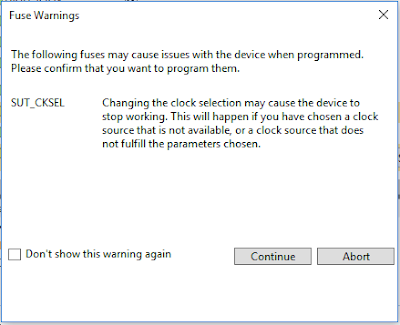 Fuse Warnings
The following fuses may cause issues with the device when programmed.
Please confirm that you want to program them.
SUT_CKSEL Changing the clock selection may cause the device to
stop working. This will happen if you have chosen a clock
source that is not available, or a clock source that does
not fulfill the parameters chosen.
Don't show this warning again Continue Abort